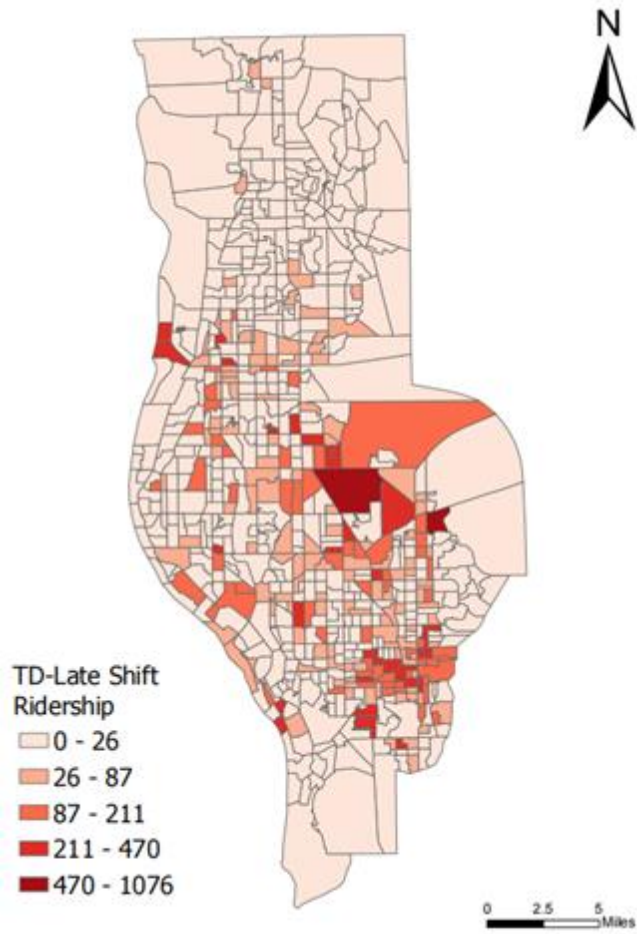 N
TD-Late Shift
Ridership
0 - 26
26 - 87
87 - 211
211 - 470
470 - 1076
0 2.5 5
Miles